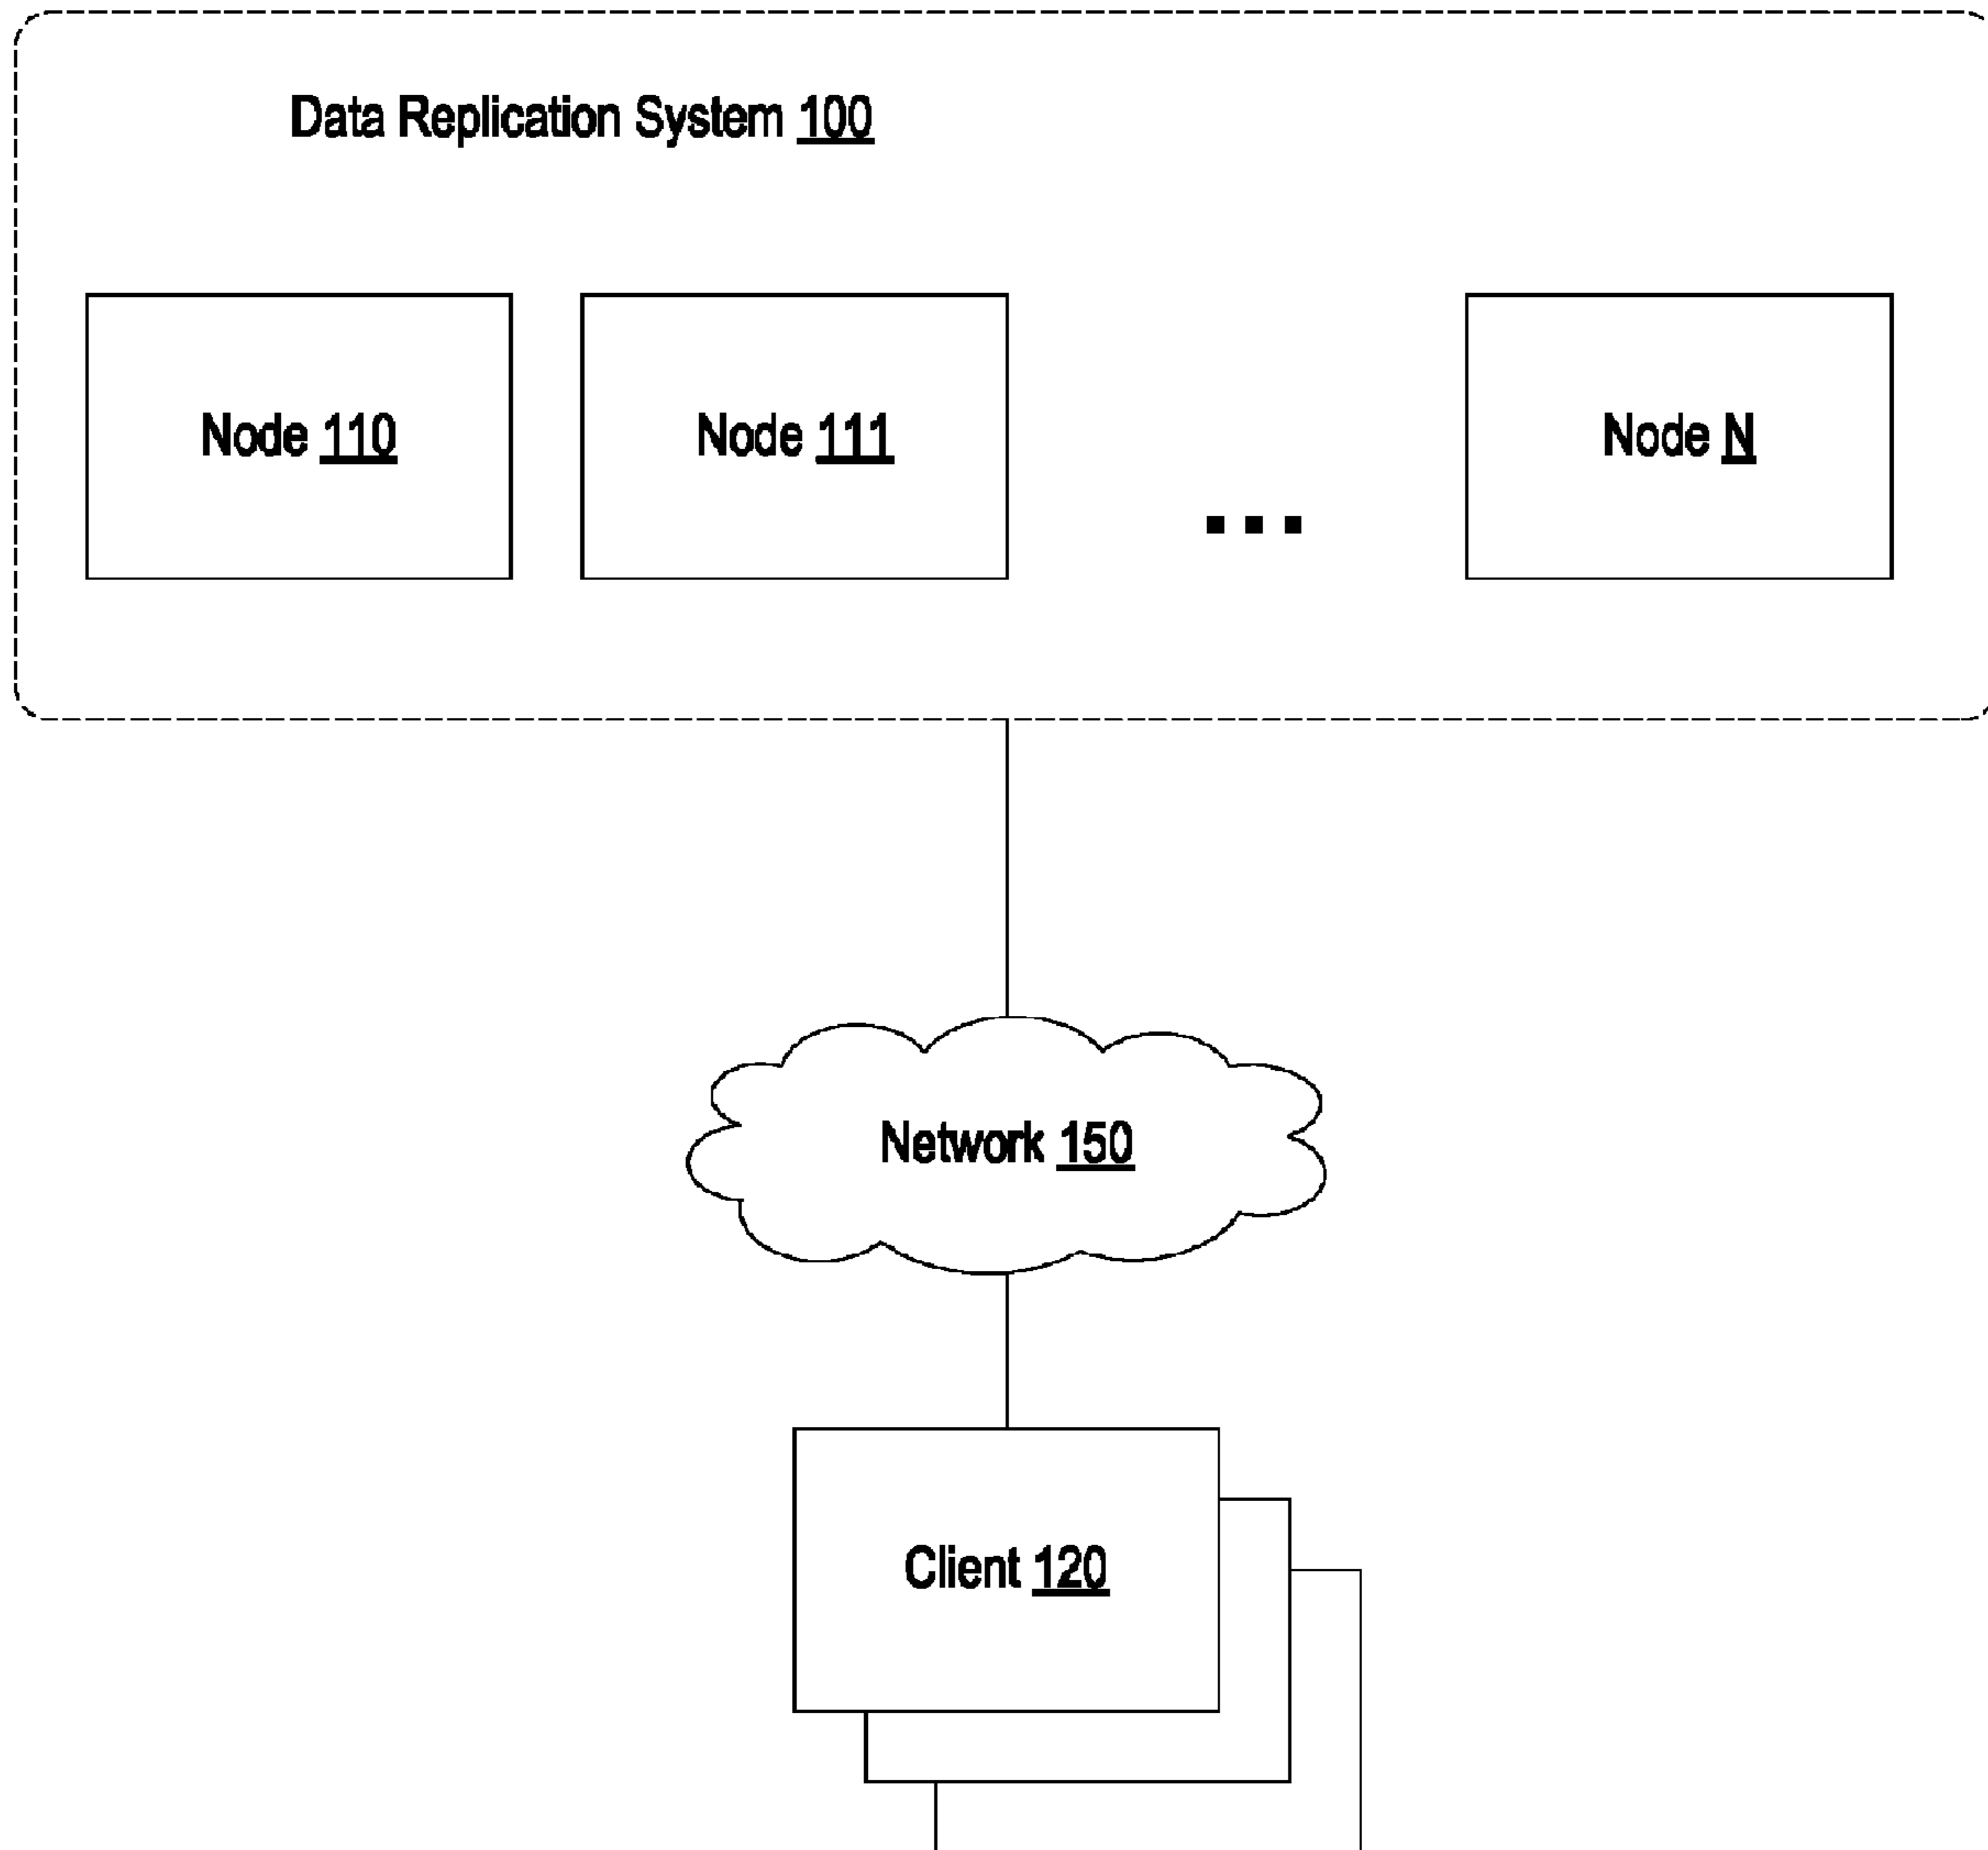 Data Replication System 100
Node 110
Node 111
...
Node N
Network 150
Client 120